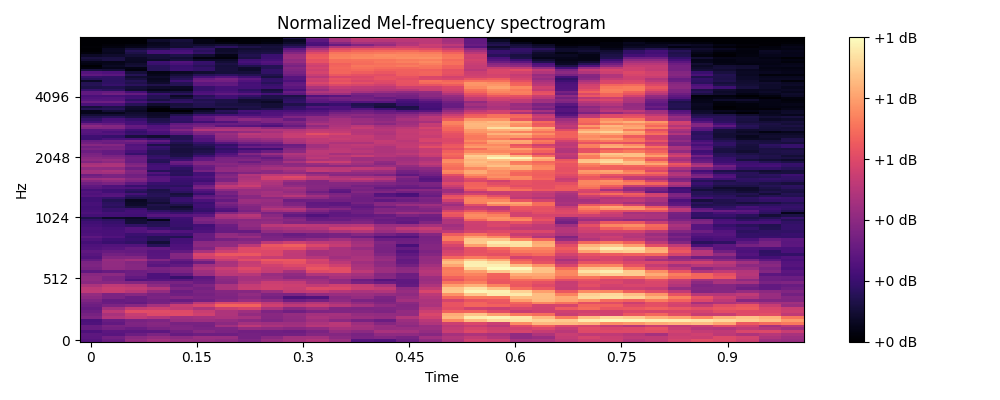 Normalized Mel-frequency spectrogram
Hz
4096
2048
1024
512
0
0 0.15 0.3 0.45 0.6 0.75 0.9
Time
+1 dB
+1 dB
+1 dB
+0 dB
+0 dB
+0 dB